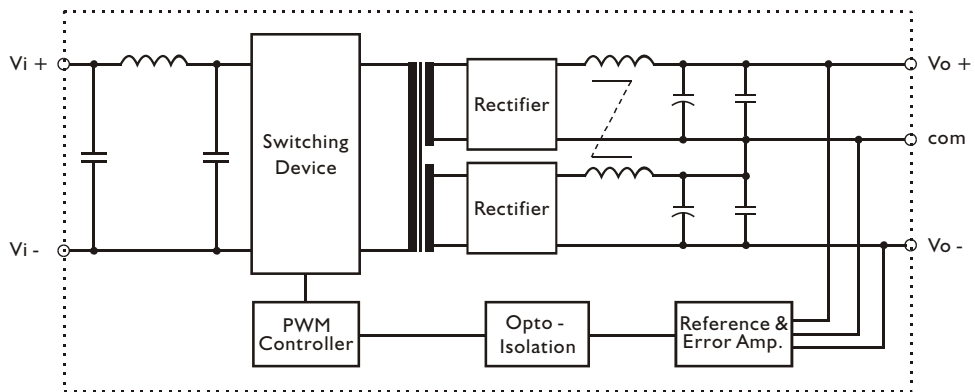 Vi +
Vo +
Rectifier
Switching
Device
com
Rectifier
Vi -
Vo -
PWM
Controller
Opto -
Isolation
Reference &
Error Amp.